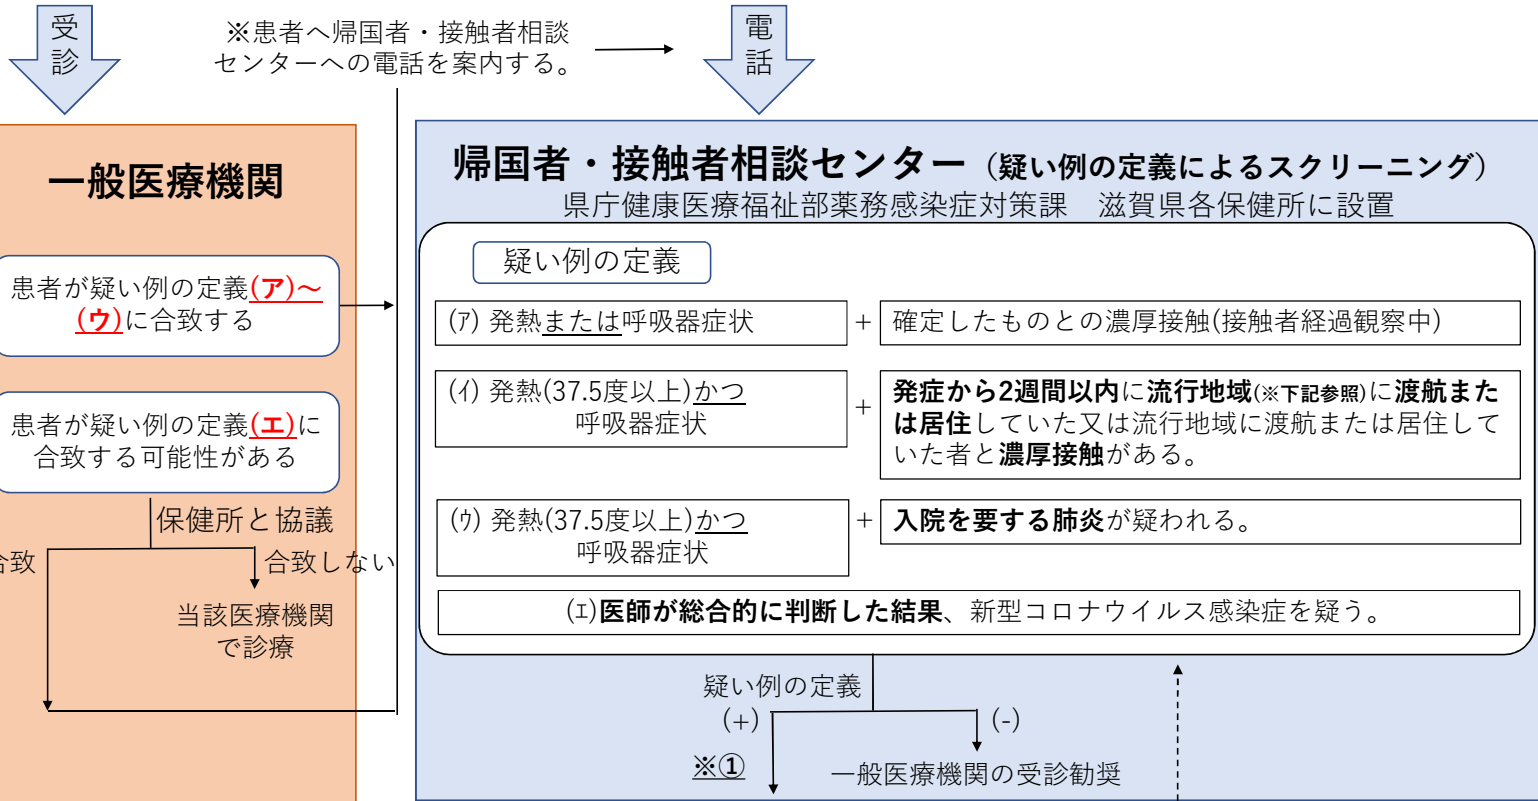 受
診
※患者へ帰国者・接触者相談
センターへの電話を案内する。
電
話
一般医療機関
患者が疑い例の定義(ア)～
(ウ)に合致する
患者が疑い例の定義(エ)に
合致する可能性がある
保健所と協議
合致
合致しない
当該医療機関
で診療
帰国者・接触者相談センター（疑い例の定義によるスクリーニング）
県庁健康医療福祉部薬務感染症対策課　滋賀県各保健所に設置
疑い例の定義
(ｱ) 発熱または呼吸器症状
+
確定したものとの濃厚接触(接触者経過観察中)
(ｲ) 発熱(37.5度以上)かつ
呼吸器症状
+
発症から2週間以内に流行地域(※下記参照)に渡航また
は居住していた又は流行地域に渡航または居住して
いた者と濃厚接触がある。
(ｳ) 発熱(37.5度以上)かつ
呼吸器症状
+
入院を要する肺炎が疑われる。
(ｴ)医師が総合的に判断した結果、新型コロナウイルス感染症を疑う。
疑い例の定義
(+)
(-)
※①
一般医療機関の受診勧奨